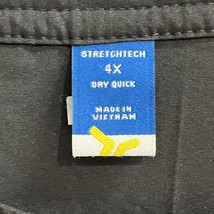 STRETCHTECH
4X
DRY QUICK
MADE IN
VIETNAM